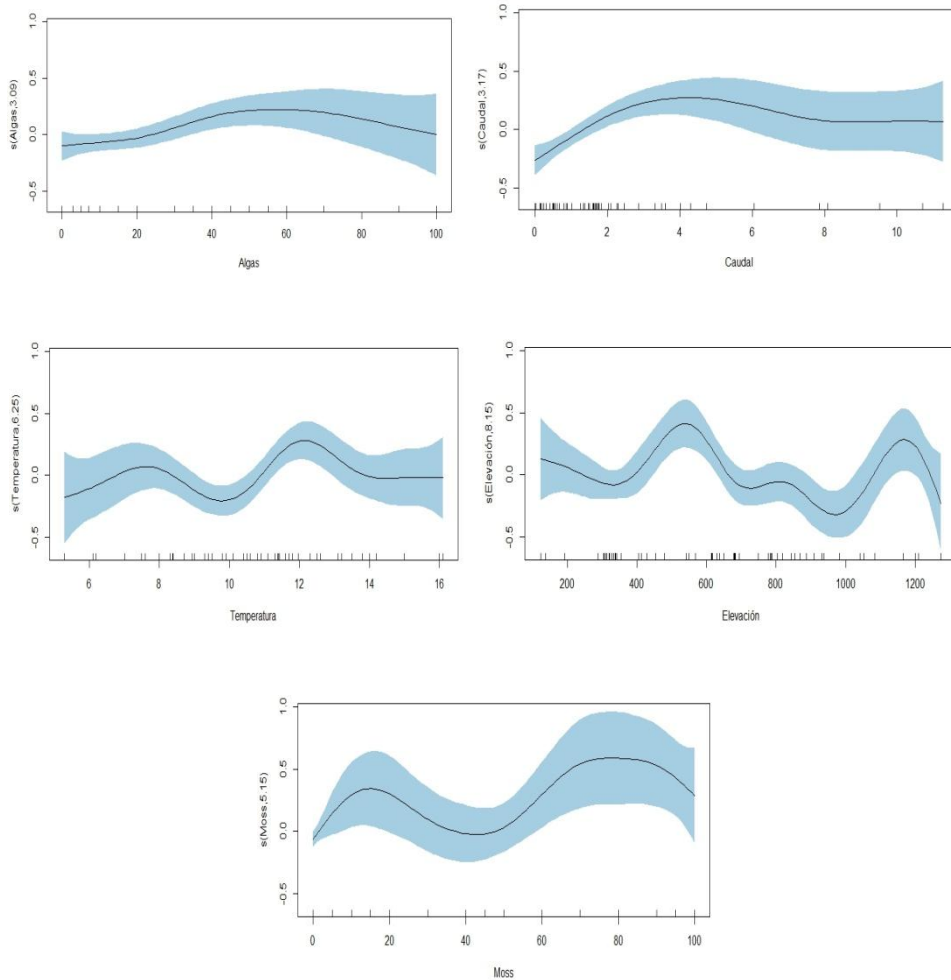 s(Algas,3.09)
1.0
0.5
0.0
-0.5
0 20 40 60 80 100
Algas
s(Caudal,3.17)
1.0
0.5
0.0
-0.5
0 2 4 6 8 10
Caudal
s(Temperatura,6.25)
1.0
0.5
0.0
-0.5
6 8 10 12 14 16
Temperatura
s(Elevación,8.15)
1.0
0.5
0.0
-0.5
200 400 600 800 1000 1200
Elevación
s(Moss,5.15)
1.0
0.5
0.0
-0.5
0 20 40 60 80 100
Moss